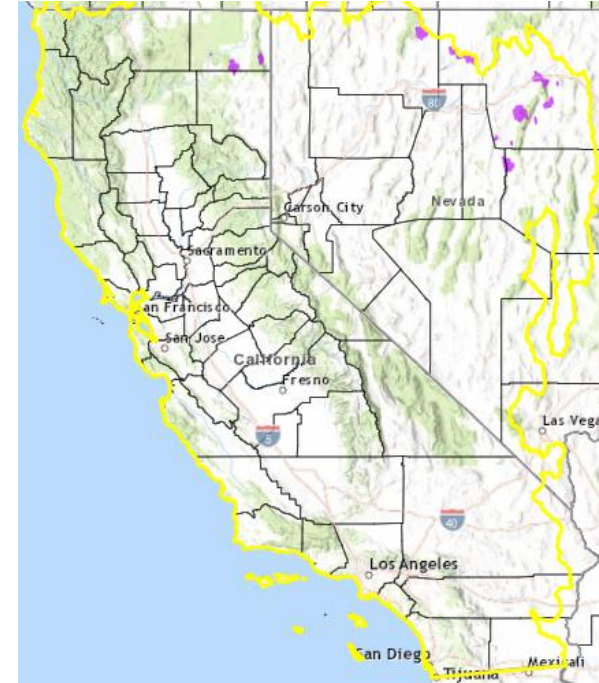 80
Nevada
Carson City
Sacramento
an Francisco
San Jose
California
Fresno
5
Las Vega
40
Los Angeles
San Diego
Tijuana
Mexicali